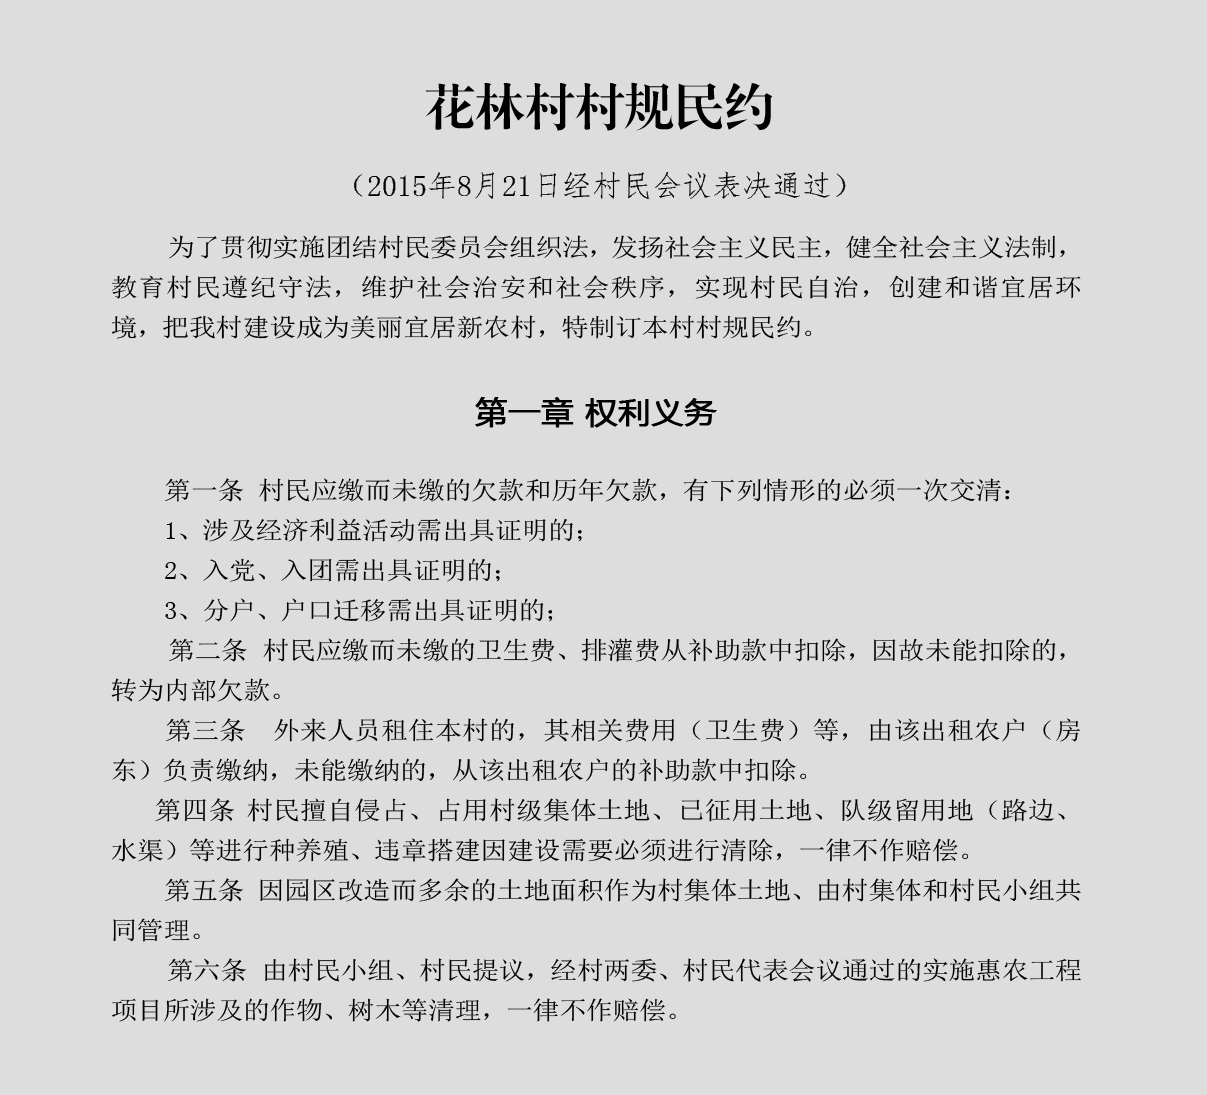 花林村村规民约
（2015年8月21日经村民会议表决通过）
为了贯彻实施团结村民委员会组织法，发扬社会主义民主，健全社会主义法制，
教育村民遵纪守法，维护社会治安和社会秩序，实现村民自治，创建和谐宜居环
境，把我村建设成为美丽宜居新农村，特制订本村村规民约。
第一章 权利义务
第一条 村民应缴而未缴的欠款和历年欠款，有下列情形的必须一次交清：
1、涉及经济利益活动需出具证明的；
2、入党、入团需出具证明的；
3、分户、户口迁移需出具证明的；
第二条 村民应缴而未缴的卫生费、排灌费从补助款中扣除，因故未能扣除的，
转为内部欠款。
第三条 外来人员租住本村的，其相关费用（卫生费）等，由该出租农户（房
东）负责缴纳，未能缴纳的，从该出租农户的补助款中扣除。
第四条 村民擅自侵占、占用村级集体土地、已征用土地、队级留用地（路边、
水渠）等进行种养殖、违章搭建因建设需要必须进行清除，一律不作赔偿。
第五条 因园区改造而多余的土地面积作为村集体土地、由村集体和村民小组共
同管理。
第六条 由村民小组、村民提议，经村两委、村民代表会议通过的实施惠农工程
项目所涉及的作物、树木等清理，一律不作赔偿。